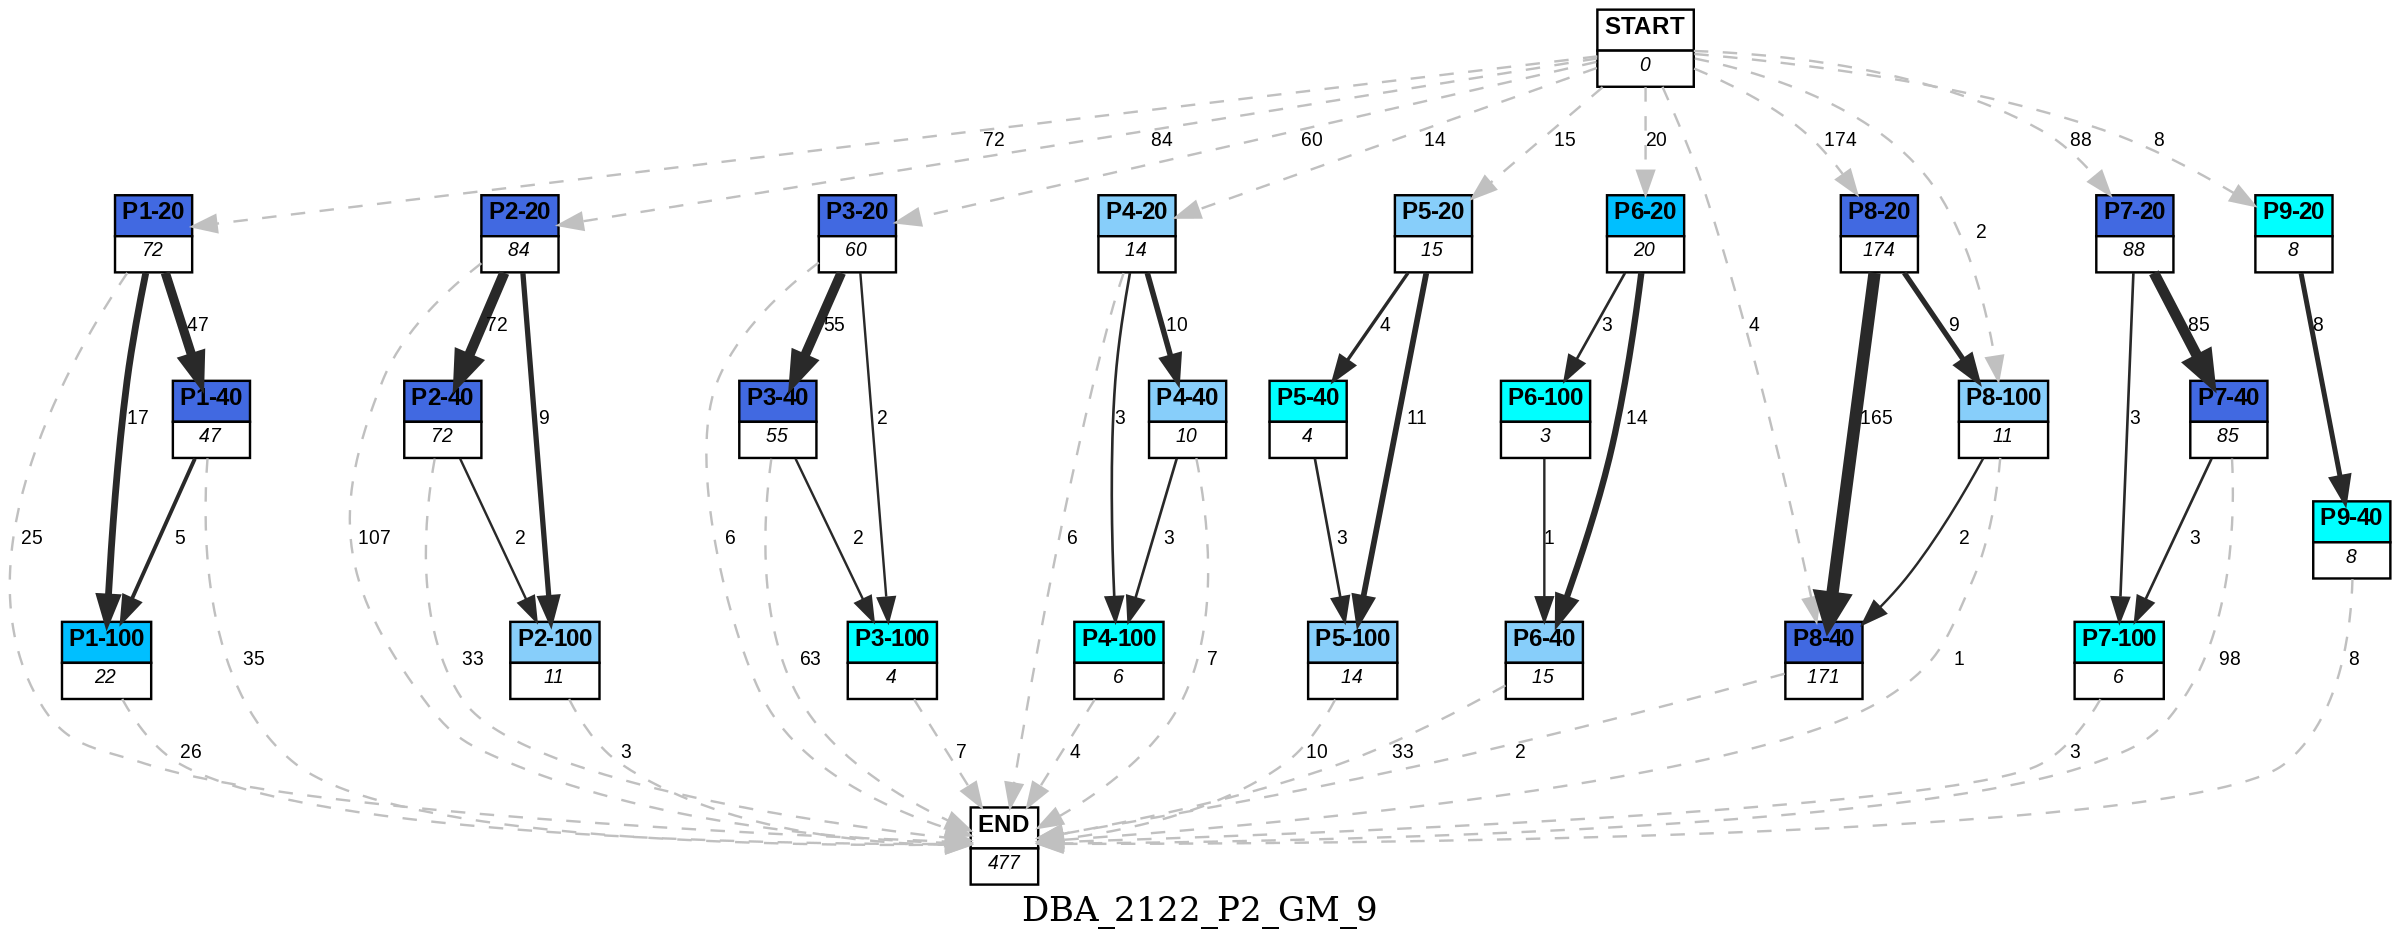 START
0
72
84
60
14
15
20
174
88
8
P1-20
72
P2-20
84
P3-20
60
P4-20
14
P5-20
15
P6-20
20
P8-20
174
P7-20
88
P9-20
8
2
47
72
55
10
4
3
4
9
85
8
P1-40
47
P2-40
72
P3-40
55
P4-40
10
P5-40
4
P6-100
3
P8-100
11
P7-40
85
17
9
2
3
11
14
165
3
P9-40
8
25
5
107
2
6
2
6
3
3
1
2
3
P1-100
22
P2-100
11
P3-100
4
P4-100
6
P5-100
14
P6-40
15
P8-40
171
P7-100
6
35
33
63
7
1
98
8
26
3
7
4
10
33
2
3
END
477
DBA_2122_P2_GM_9